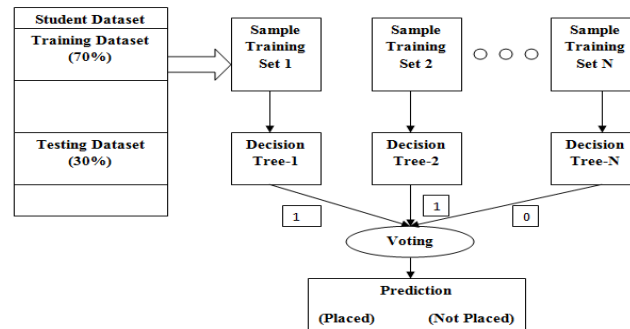 Student Dataset
Training Dataset
(70%)
Testing Dataset
(30%)
Sample
Training
Set 1
Sample
Training
Set 2
Sample
Training
Set N
Decision
Tree-1
Decision
Tree-2
Decision
Tree-N
1
1
0
Voting
Prediction
(Placed) (Not Placed)